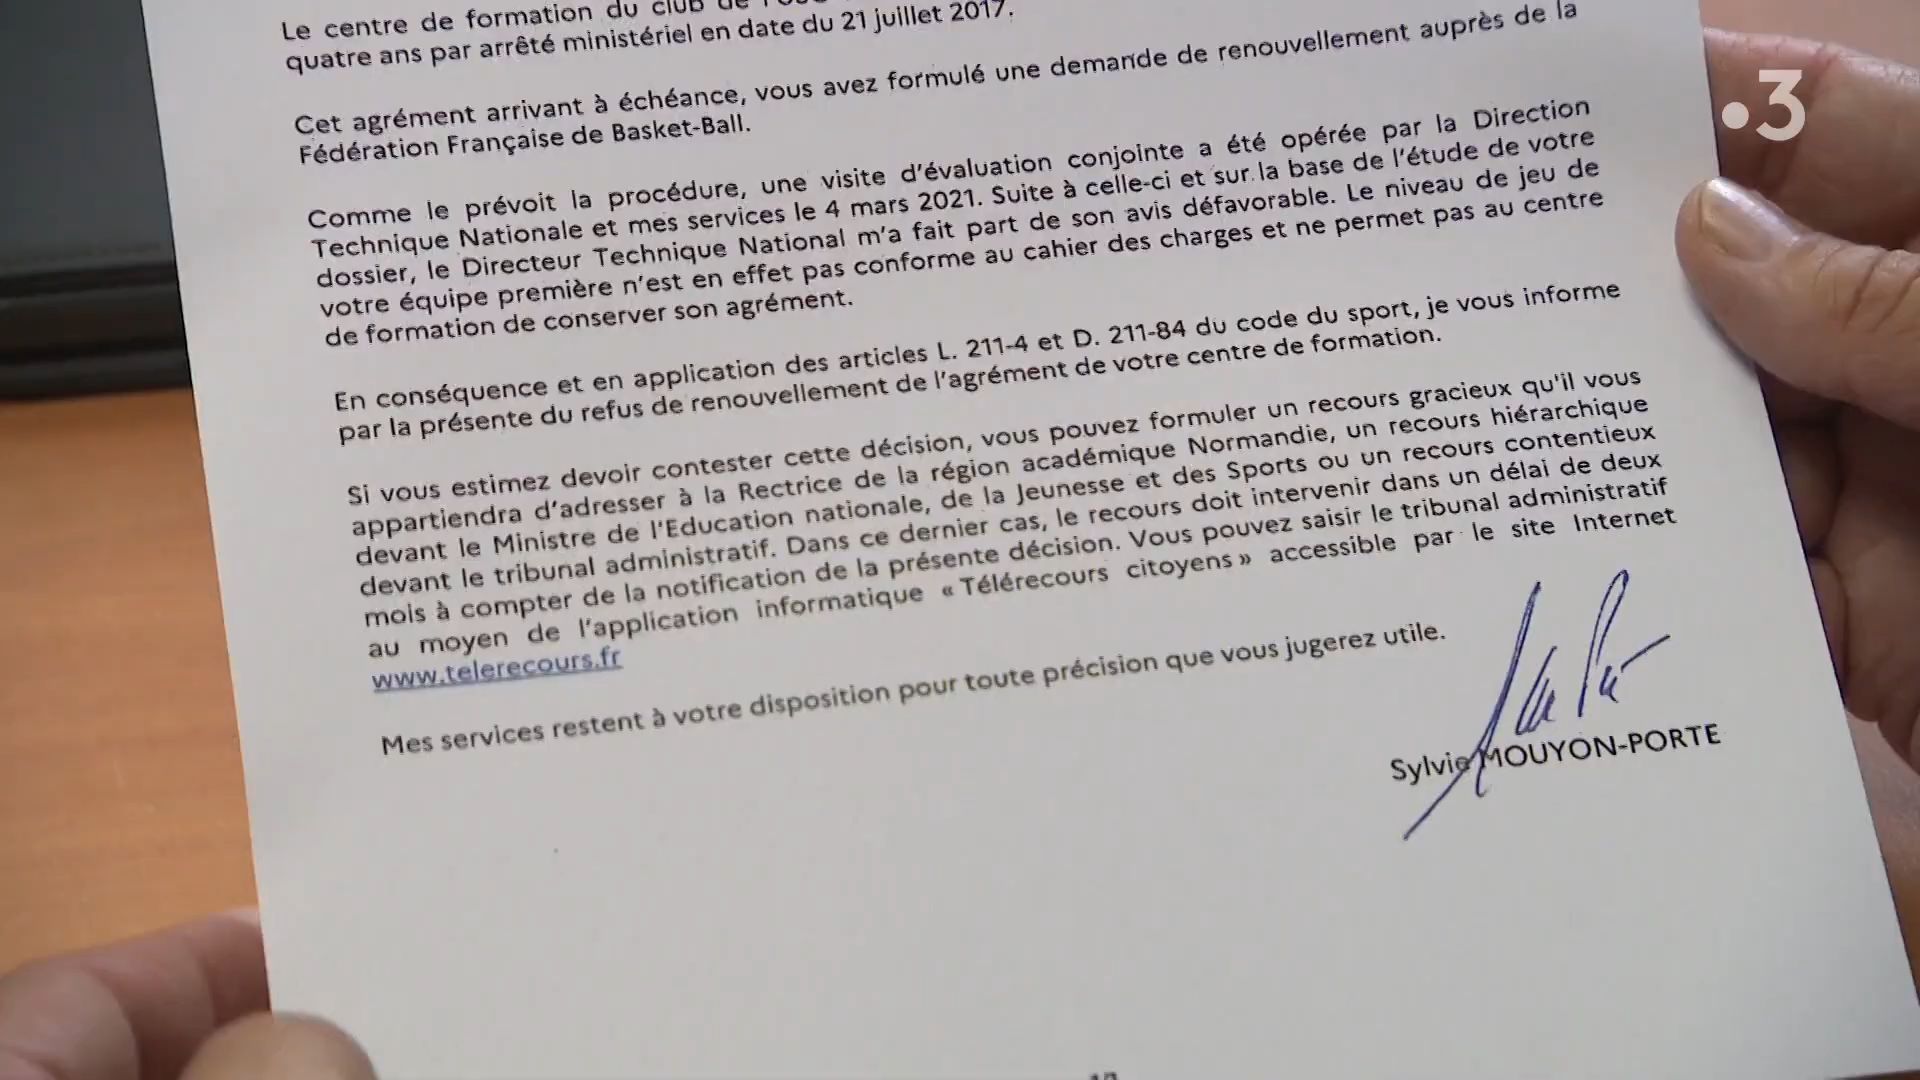 Le centre de formation du club de
quatre ans par arrêté ministériel en date du 21 juillet 2017.
Cet agrément arrivant à échéance, vous avez formulé une demande de renouvellement auprès de la
Fédération Française de Basket-Ball.
Comme le prévoit la procédure, une visite d'évaluation conjointe a été opérée par la Direction
Technique Nationale et mes services le 4 mars 2021. Suite à celle-ci et sur la base de l'étude de votre
dossier, le Directeur Technique National m'a fait part de son avis défavorable. Le niveau de jeu de
votre équipe première n'est en effet pas conforme au cahier des charges et ne permet pas au centre
de formation de conserver son agrément.
En conséquence et en application des articles L. 211-4 et D. 211-84 du code du sport, je vous informe
par la présente du refus de renouvellement de l'agrément de votre centre de formation.
Si vous estimez devoir contester cette décision, vous pouvez formuler un recours gracieux qu'il vous
appartiendra d'adresser à la Rectrice de la région académique Normandie, un recours hiérarchique
devant le Ministre de l'Education nationale, de la Jeunesse et des Sports ou un recours contentieux
devant le tribunal administratif. Dans ce dernier cas, le recours doit intervenir dans un délai de deux
mois à compter de la notification de la présente décision. Vous pouvez saisir le tribunal administratif
au moyen de l'application informatique « Télérecours citoyens » accessible par le site Internet
www.telerecours.fr
Mes services restent à votre disposition pour toute précision que vous jugerez utile.
Sylvie MOUYON-PORTE
3